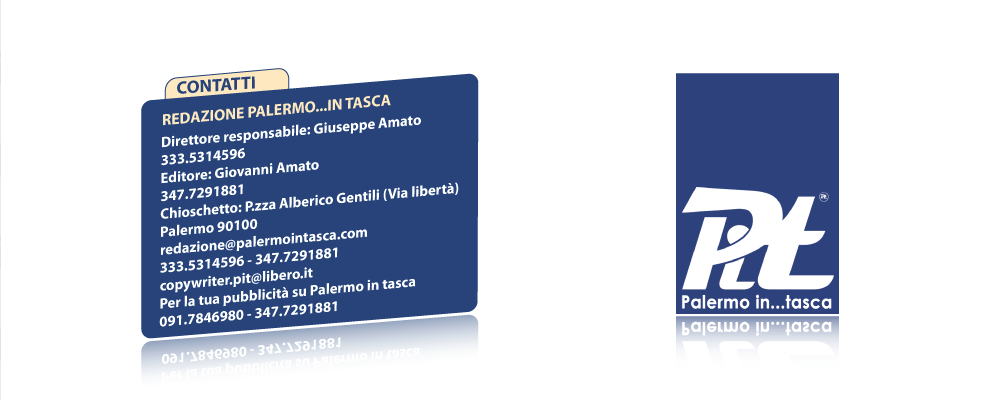 CONTATTI
REDAZIONE PALERMO...IN TASCA
Direttore responsabile: Giuseppe Amato
333.5314596
Editore: Giovanni Amato
347.7291881
Chioschetto: P.zza Alberico Gentili (Via libertà)
Palermo 90100
redazione@palermointasca.com
333.5314596 - 347.7291881
copywriter.pit@libero.it
Per la tua pubblicità su Palermo in tasca
091.7846980 - 347.7291881
Pit
Palermo in...tasca